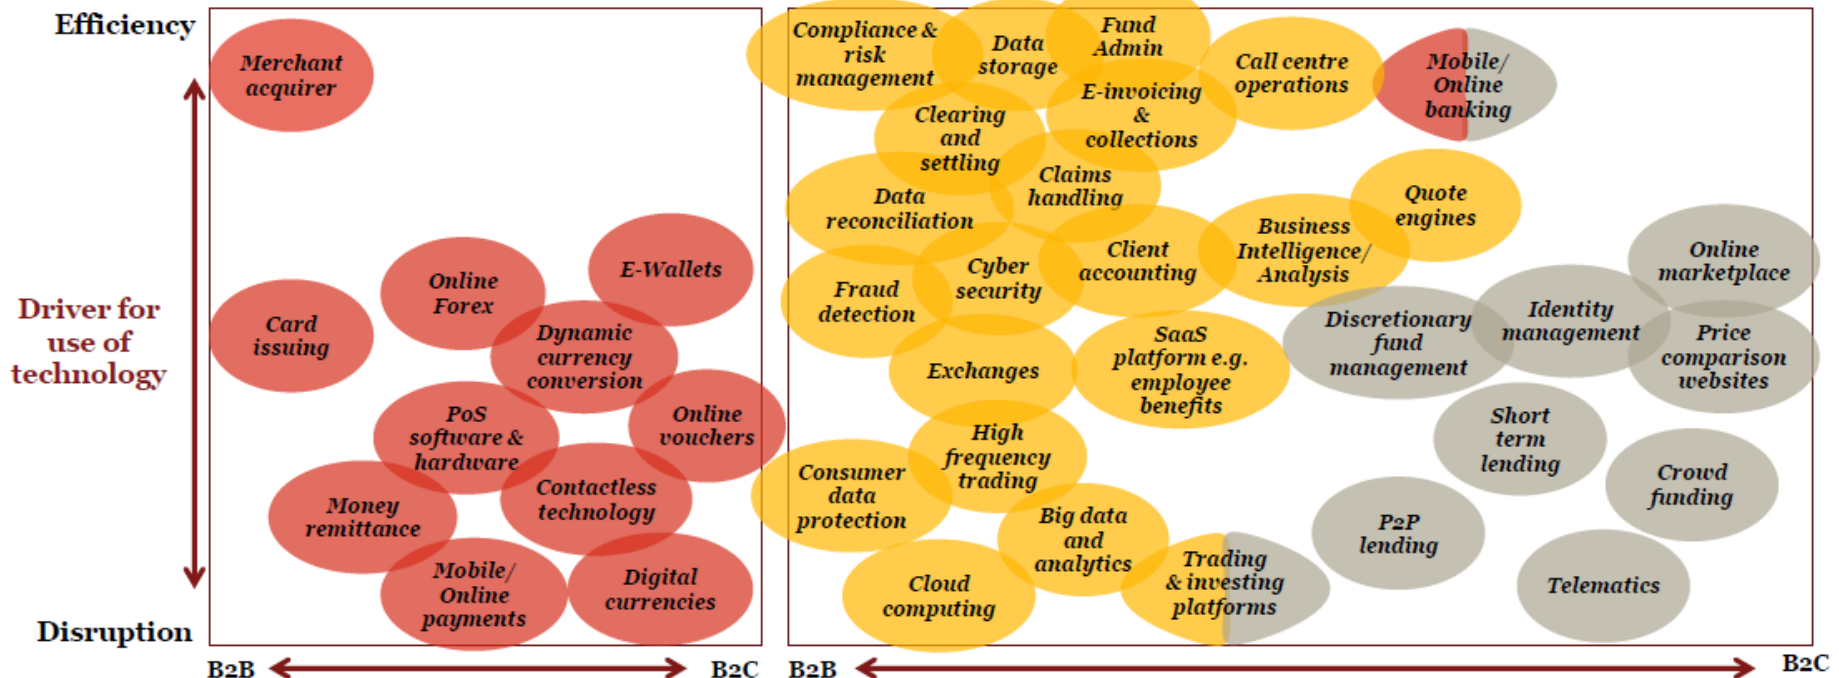 Efficiency
Driver for
use of
technology
Disruption
Merchant
acquirer
E-Wallets
Online
Forex
Card
issuing
Dynamic
currency
conversion
PoS
software &
hardware
Online
vouchers
Money
remittance
Contactless
technology
Mobile/
Online
payments
Digital
currencies
B2B
B2C
Compliance &
risk
management
Data
storage
Fund
Admin
Call centre
operations
Mobile/
Online
banking
E-invoicing
&
collections
Clearing
and
settling
Claims
handling
Data
reconciliation
Quote
engines
Business
Intelligence/
Analysis
Client
accounting
Cyber
security
Fraud
detection
Online
marketplace
Identity
management
Discretionary
fund
management
Price
comparison
websites
Exchanges
SaaS
platform e.g.
employee
benefits
Short
term
lending
High
frequency
trading
Consumer
data
protection
Crowd
funding
Big data
and
analytics
P2P
lending
Trading
& investing
platforms
Cloud
computing
Telematics
B2B
B2C